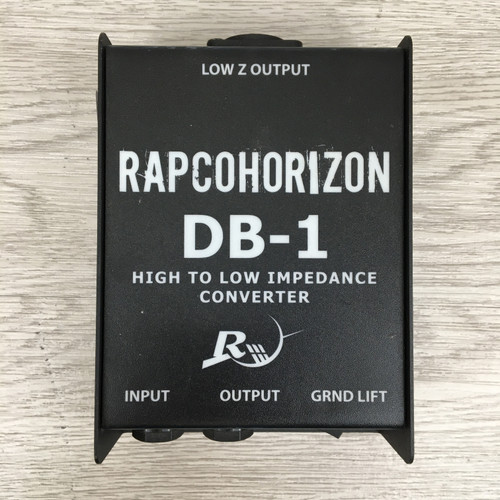 LOW Z OUTPUT
RAPCOHORIZON
DB-1
HIGH TO LOW IMPEDANCE
CONVERTER
R
INPUT OUTPUT GRND LIFT